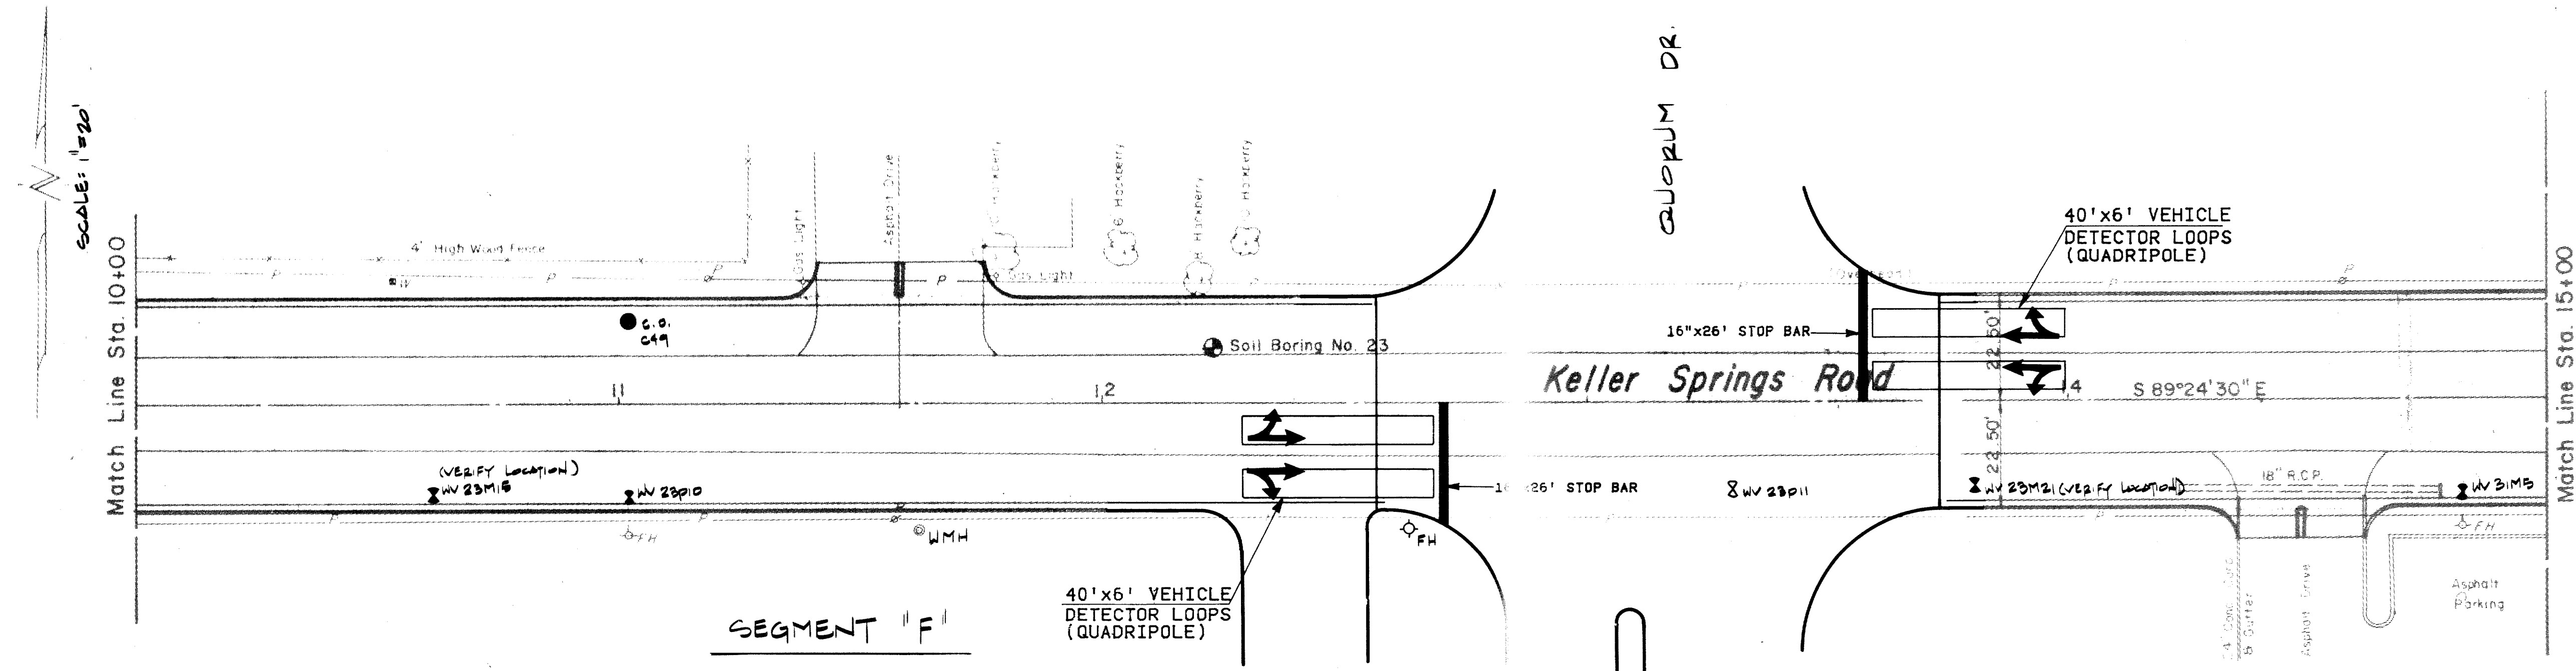 SCALE: 1"=20'
Match Line Sta. 10+00
4' High Wood Fence
P
P
P
W
Gas Light
Asphalt Drive
P
Gas Light
Hackberry
6 Hackberry
8 Hackberry
Hackberry
QUORUM DR.
40'x6' VEHICLE
DETECTOR LOOPS
(QUADRIPOLE)
P
P
C.O.
C49
Soil Boring No. 23
16"x26' STOP BAR
22.50'
Keller Springs Road
11
12
14
S 89°24'30" E
22.50'
(VERIFY LOCATION)
WV 23M15
WV 23P10
26' STOP BAR
WV 23P11
WV 23M21 (VERIFY LOCATION)
18" R.C.P.
WV 31M5
P
P
P
FH
WMH
FH
FH
40'x6' VEHICLE
DETECTOR LOOPS
(QUADRIPOLE)
SEGMENT "F"
& Gutter
Asphalt Drive
Asphalt
Parking
Match Line Sta. 15+00